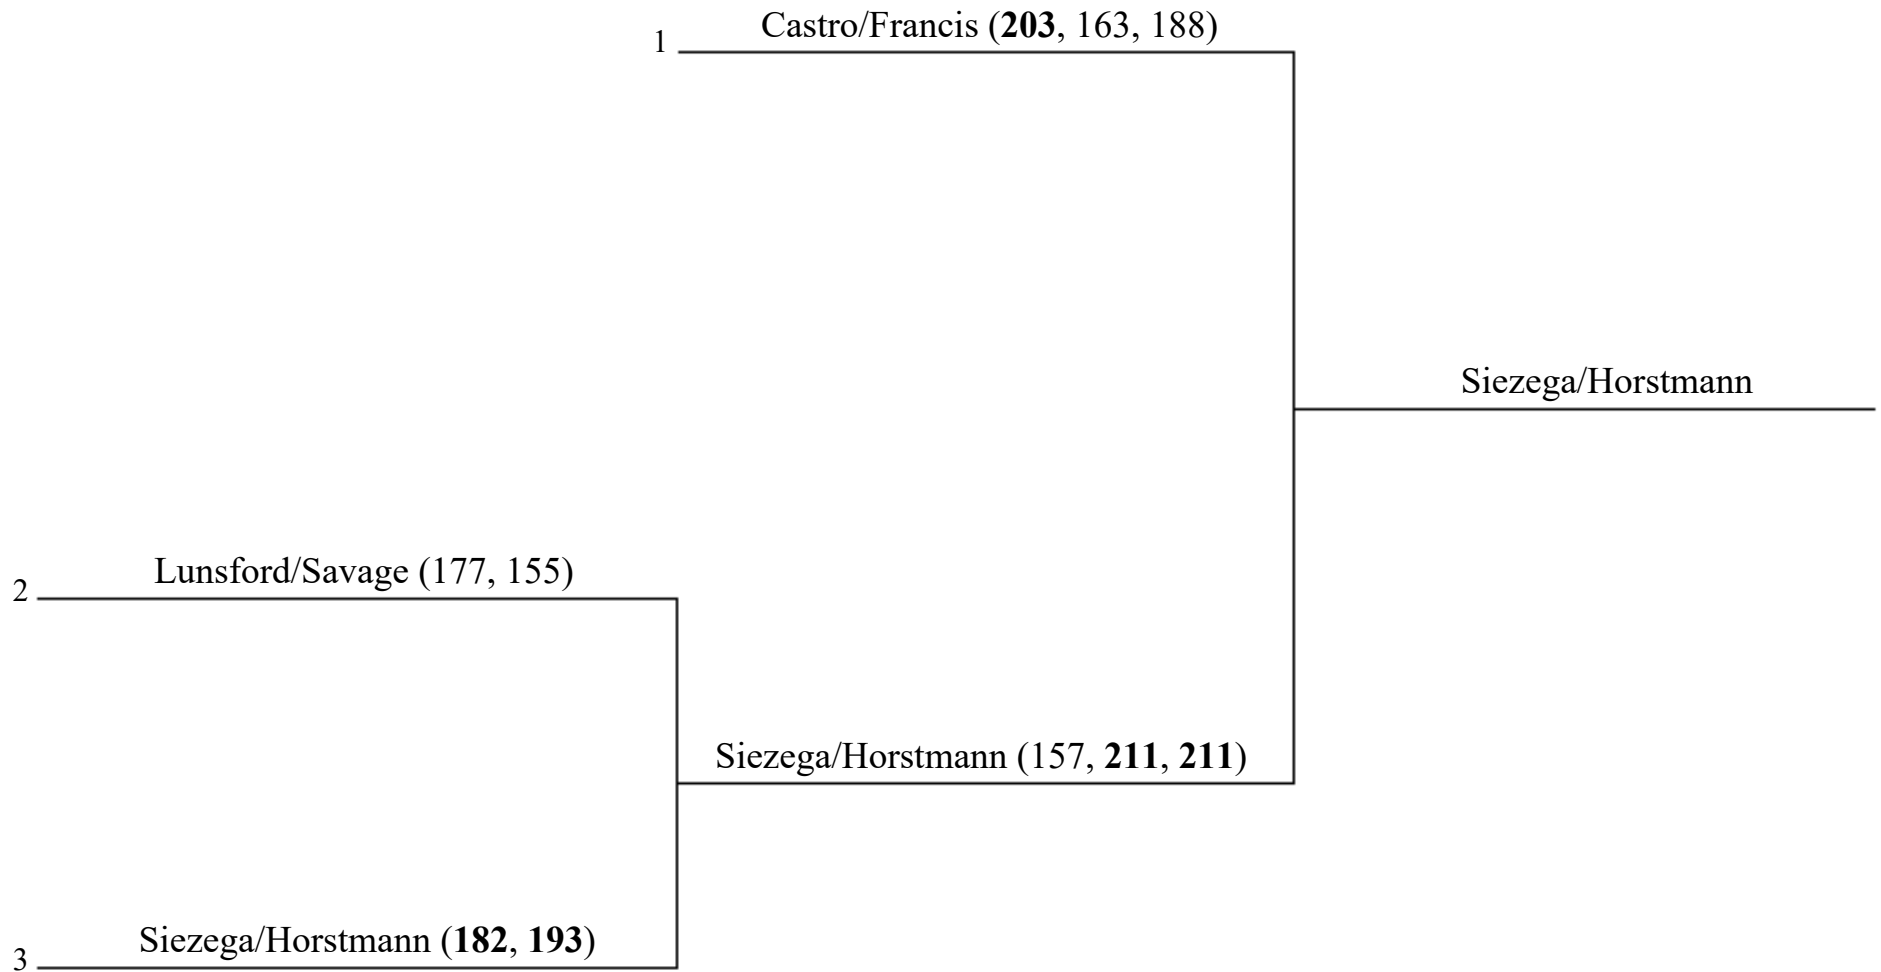 1 Castro/Francis (203, 163, 188)
Siezega/Horstmann
2 Lunsford/Savage (177, 155)
Siezega/Horstmann (157, 211, 211)
3 Siezega/Horstmann (182, 193)